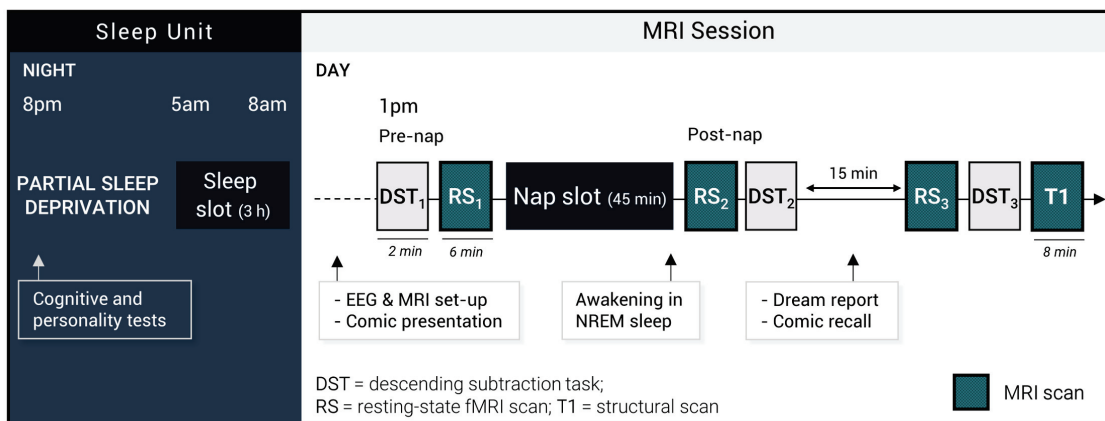 Sleep Unit
MRI Session
NIGHT
8pm 5am 8am
PARTIAL SLEEP
DEPRIVATION
Sleep
slot (3 h)
Cognitive and
personality tests
DAY
1pm
Pre-nap
Post-nap
DST1
RS1
Nap slot (45 min)
RS2
DST2
15 min
RS3
DST3
T1
2 min
6 min
8 min
- EEG & MRI set-up
- Comic presentation
Awakening in
NREM sleep
- Dream report
- Comic recall
DST = descending subtraction task;
RS = resting-state fMRI scan; T1 = structural scan
MRI scan